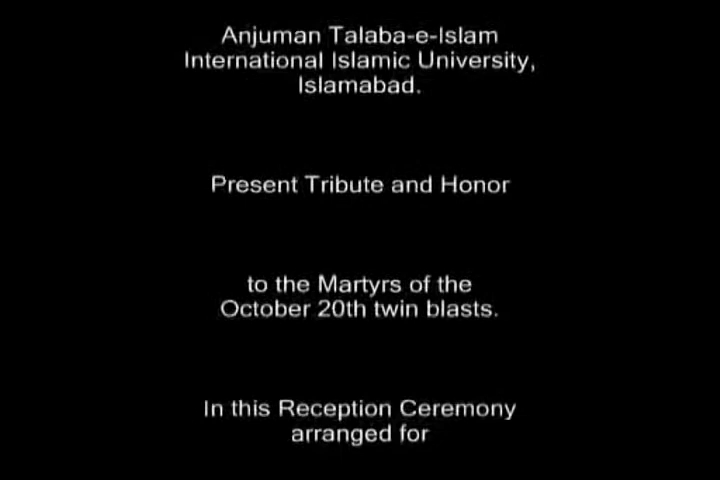 Anjuman Talaba-e-Islam
International Islamic University,
Islamabad.
Present Tribute and Honor
to the Martyrs of the
October 20th twin blasts.
In this Reception Ceremony
arranged for